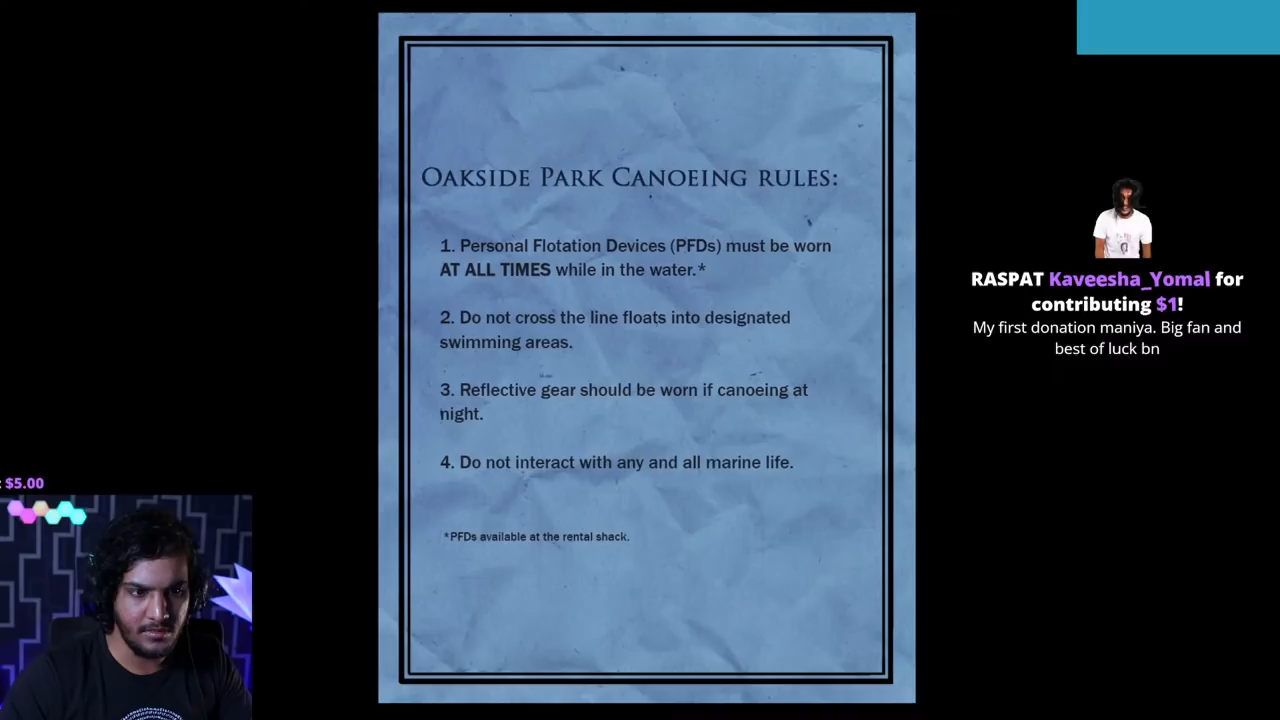 OAKSIDE PARK CANOEING RULES:
1. Personal Flotation Devices (PFDs) must be worn
AT ALL TIMES while in the water.*
2. Do not cross the line floats into designated
swimming areas.
3. Reflective gear should be worn if canoeing at
night.
4. Do not interact with any and all marine life.
*PFDs available at the rental shack.
RASPAT Kaveesha_Yomal for
contributing $1!
My first donation maniya. Big fan and
best of luck bn
: $5.00